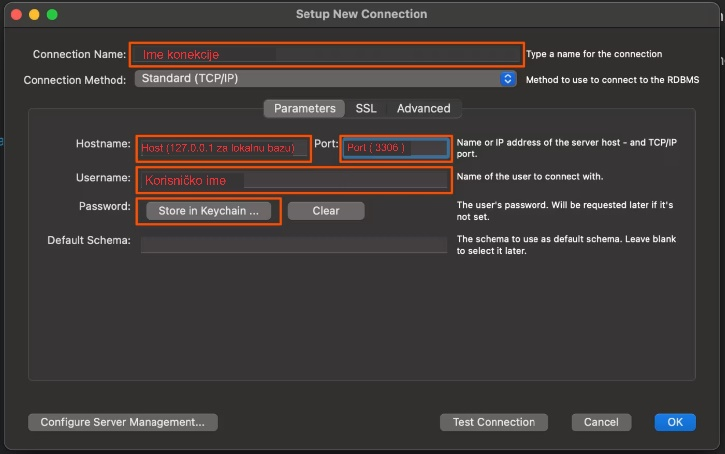 Setup New Connection
Connection Name: Ime konekcije Type a name for the connection
Connection Method: Standard (TCP/IP) Method to use to connect to the RDBMS
Parameters SSL Advanced
Hostname: Host (127.0.0.1 za lokalnu bazu) Port: Port ( 3306 ) Name or IP address of the server host - and TCP/IP
port.
Username: Korisničko ime Name of the user to connect with.
Password: Store in Keychain ... Clear The user's password. Will be requested later if it's
not set.
Default Schema: The schema to use as default schema. Leave blank
to select it later.
Configure Server Management... Test Connection Cancel OK